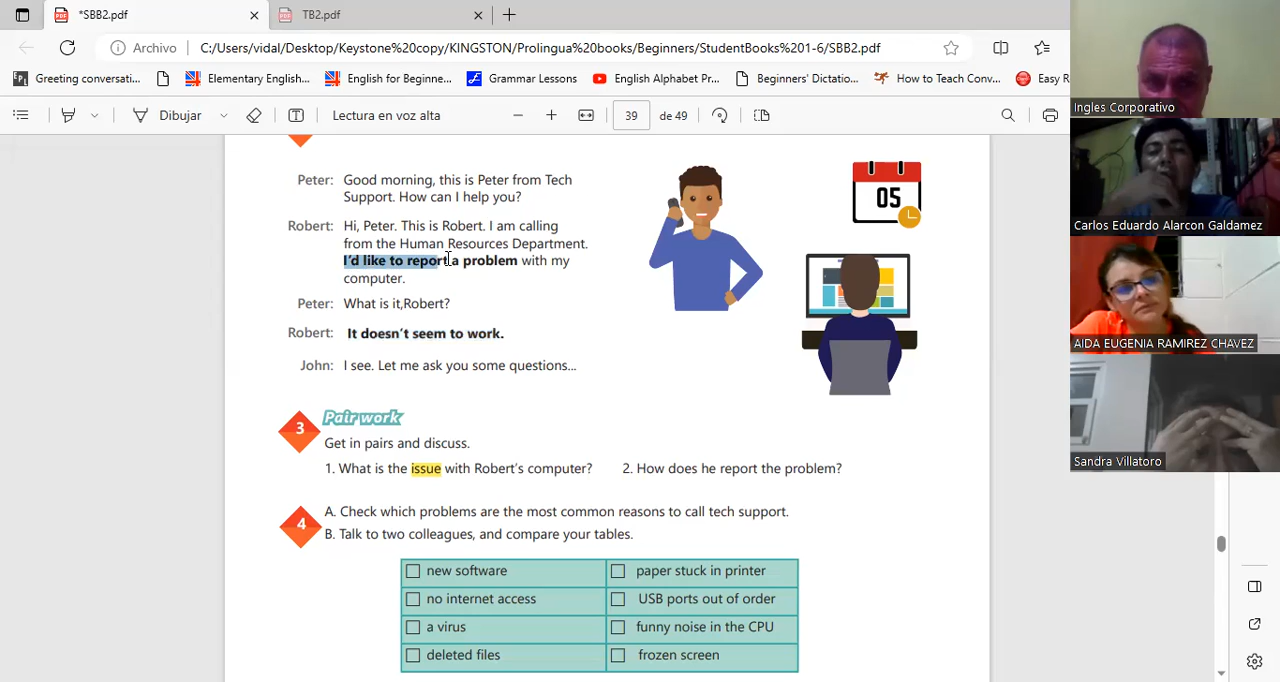 *SBB2.pdf
TB2.pdf
Archivo
C:/Users/vidal/Desktop/Keystone%20copy/KINGSTON/Prolingua%20books/Beginners/StudentBooks%201-6/SBB2.pdf
Greeting conversati...
Elementary English...
English for Beginne...
Grammar Lessons
English Alphabet Pr...
Beginners' Dictatio...
How to Teach Conv...
Easy R
Dibujar
Lectura en voz alta
39
de 49
Peter: Good morning, this is Peter from Tech
Support. How can I help you?
Robert: Hi, Peter. This is Robert. I am calling
from the Human Resources Department.
I'd like to report a problem with my
computer.
Peter: What is it,Robert?
Robert: It doesn't seem to work.
John: I see. Let me ask you some questions...
05
3
Pair work
Get in pairs and discuss.
1. What is the issue with Robert's computer?
2. How does he report the problem?
4
A. Check which problems are the most common reasons to call tech support.
B. Talk to two colleagues, and compare your tables.
new software
paper stuck in printer
no internet access
USB ports out of order
a virus
funny noise in the CPU
deleted files
frozen screen
Ingles Corporativo
Carlos Eduardo Alarcon Galdamez
AIDA EUGENIA RAMIREZ CHAVEZ
Sandra Villatoro